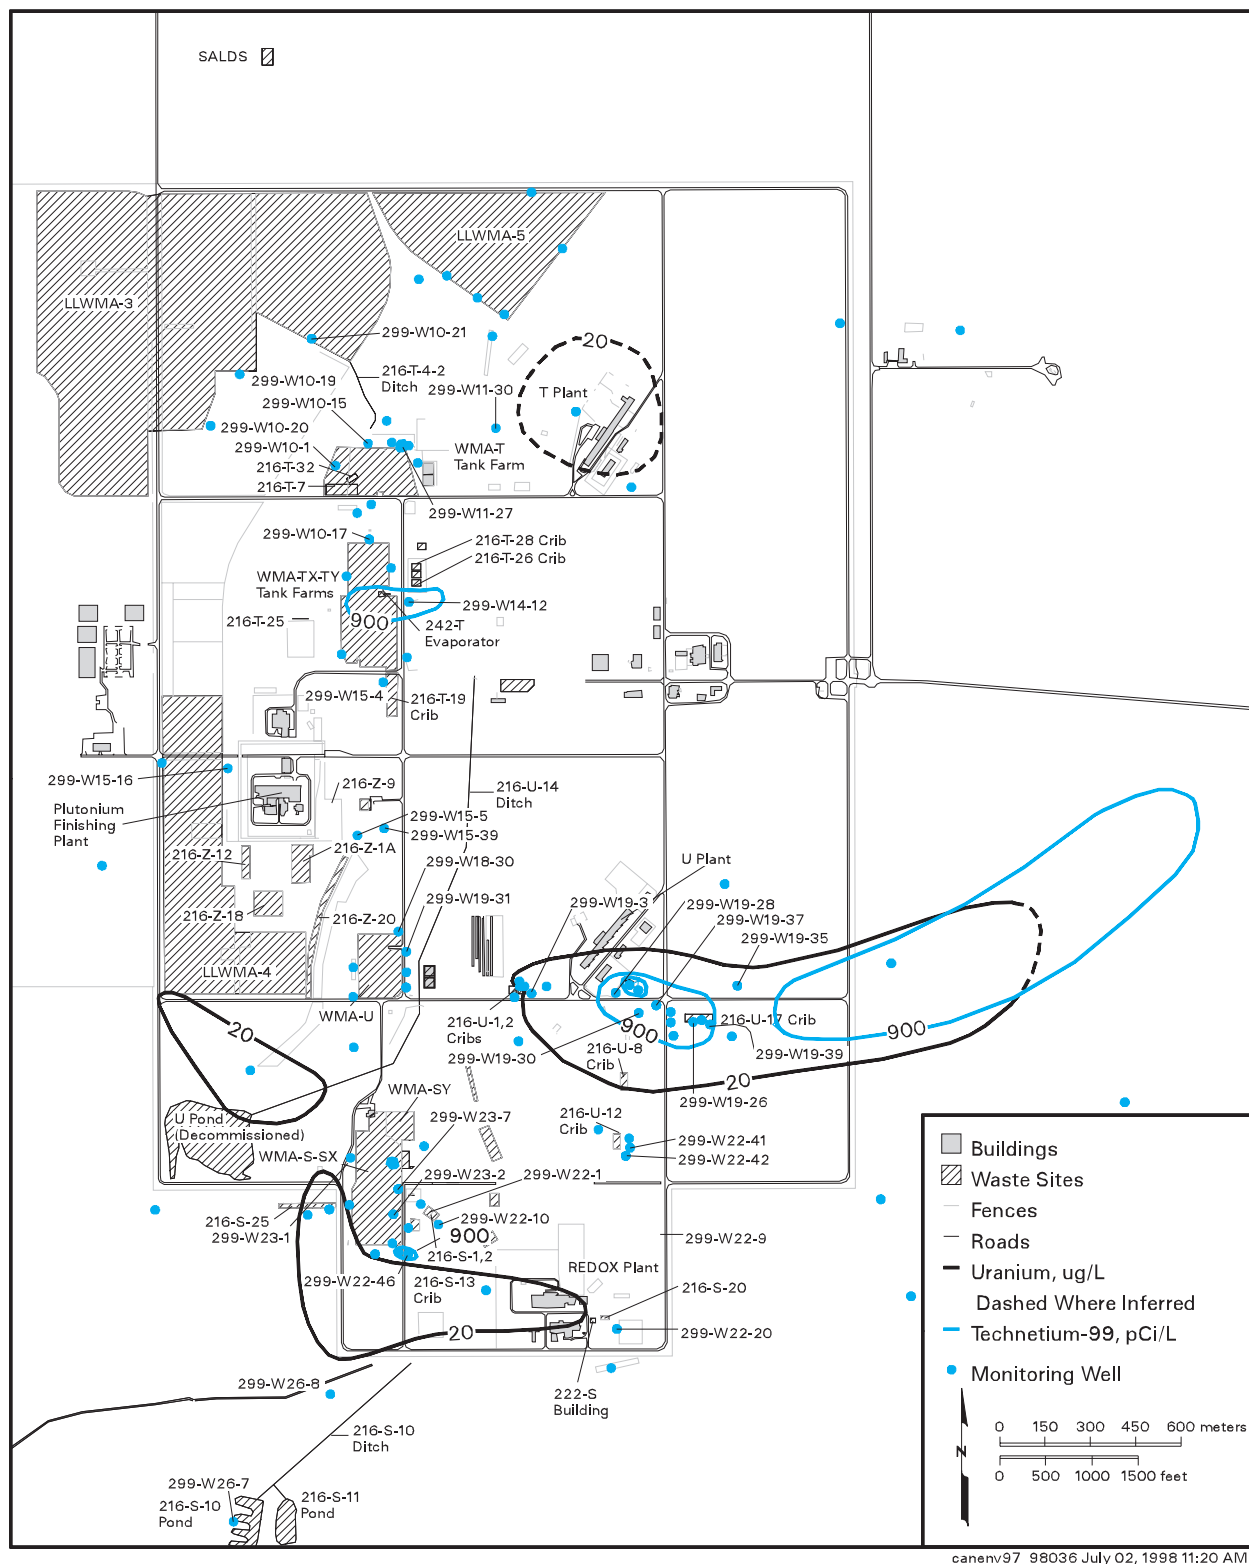 SALDS
LLWMA-5
LLWMA-3
299-W10-21
20
216-T-4-2
Ditch
299-W10-19
299-W11-30
T Plant
299-W10-15
299-W10-20
299-W10-1
WMA-T
Tank Farm
216-T-32
216-T-7
299-W11-27
299-W10-17
216-T-28 Crib
216-T-26 Crib
WMA-TX-TY
Tank Farms
299-W14-12
900
216-T-25
242-T
Evaporator
299-W15-4
216-T-19
Crib
299-W15-16
216-Z-9
216-U-14
Ditch
Plutonium
Finishing
Plant
299-W15-5
299-W15-39
216-Z-12
216-Z-1A
299-W18-30
U Plant
299-W19-31
299-W19-3
299-W19-28
299-W19-37
216-Z-18
216-Z-20
299-W19-35
LLWMA-4
WMA-U
20
216-U-1,2
Cribs
900
216-U-17 Crib
900
299-W19-30
299-W19-39
216-U-8
Crib
20
WMA-SY
299-W19-26
U Pond
(Decommissioned)
299-W23-7
216-U-12
Crib
299-W22-41
299-W22-42
WMA-S-SX
299-W23-2
299-W22-1
216-S-25
299-W23-1
299-W22-10
900
299-W22-9
216-S-1,2
REDOX Plant
299-W22-46
216-S-13
Crib
216-S-20
20
299-W22-20
299-W26-8
222-S
Building
216-S-10
Ditch
299-W26-7
216-S-10
Pond
216-S-11
Pond
Buildings
Waste Sites
Fences
Roads
Uranium, ug/L
Dashed Where Inferred
Technetium-99, pCi/L
Monitoring Well
0 150 300 450 600 meters
N
0 500 1000 1500 feet
canenv97_98036 July 02, 1998 11:20 AM